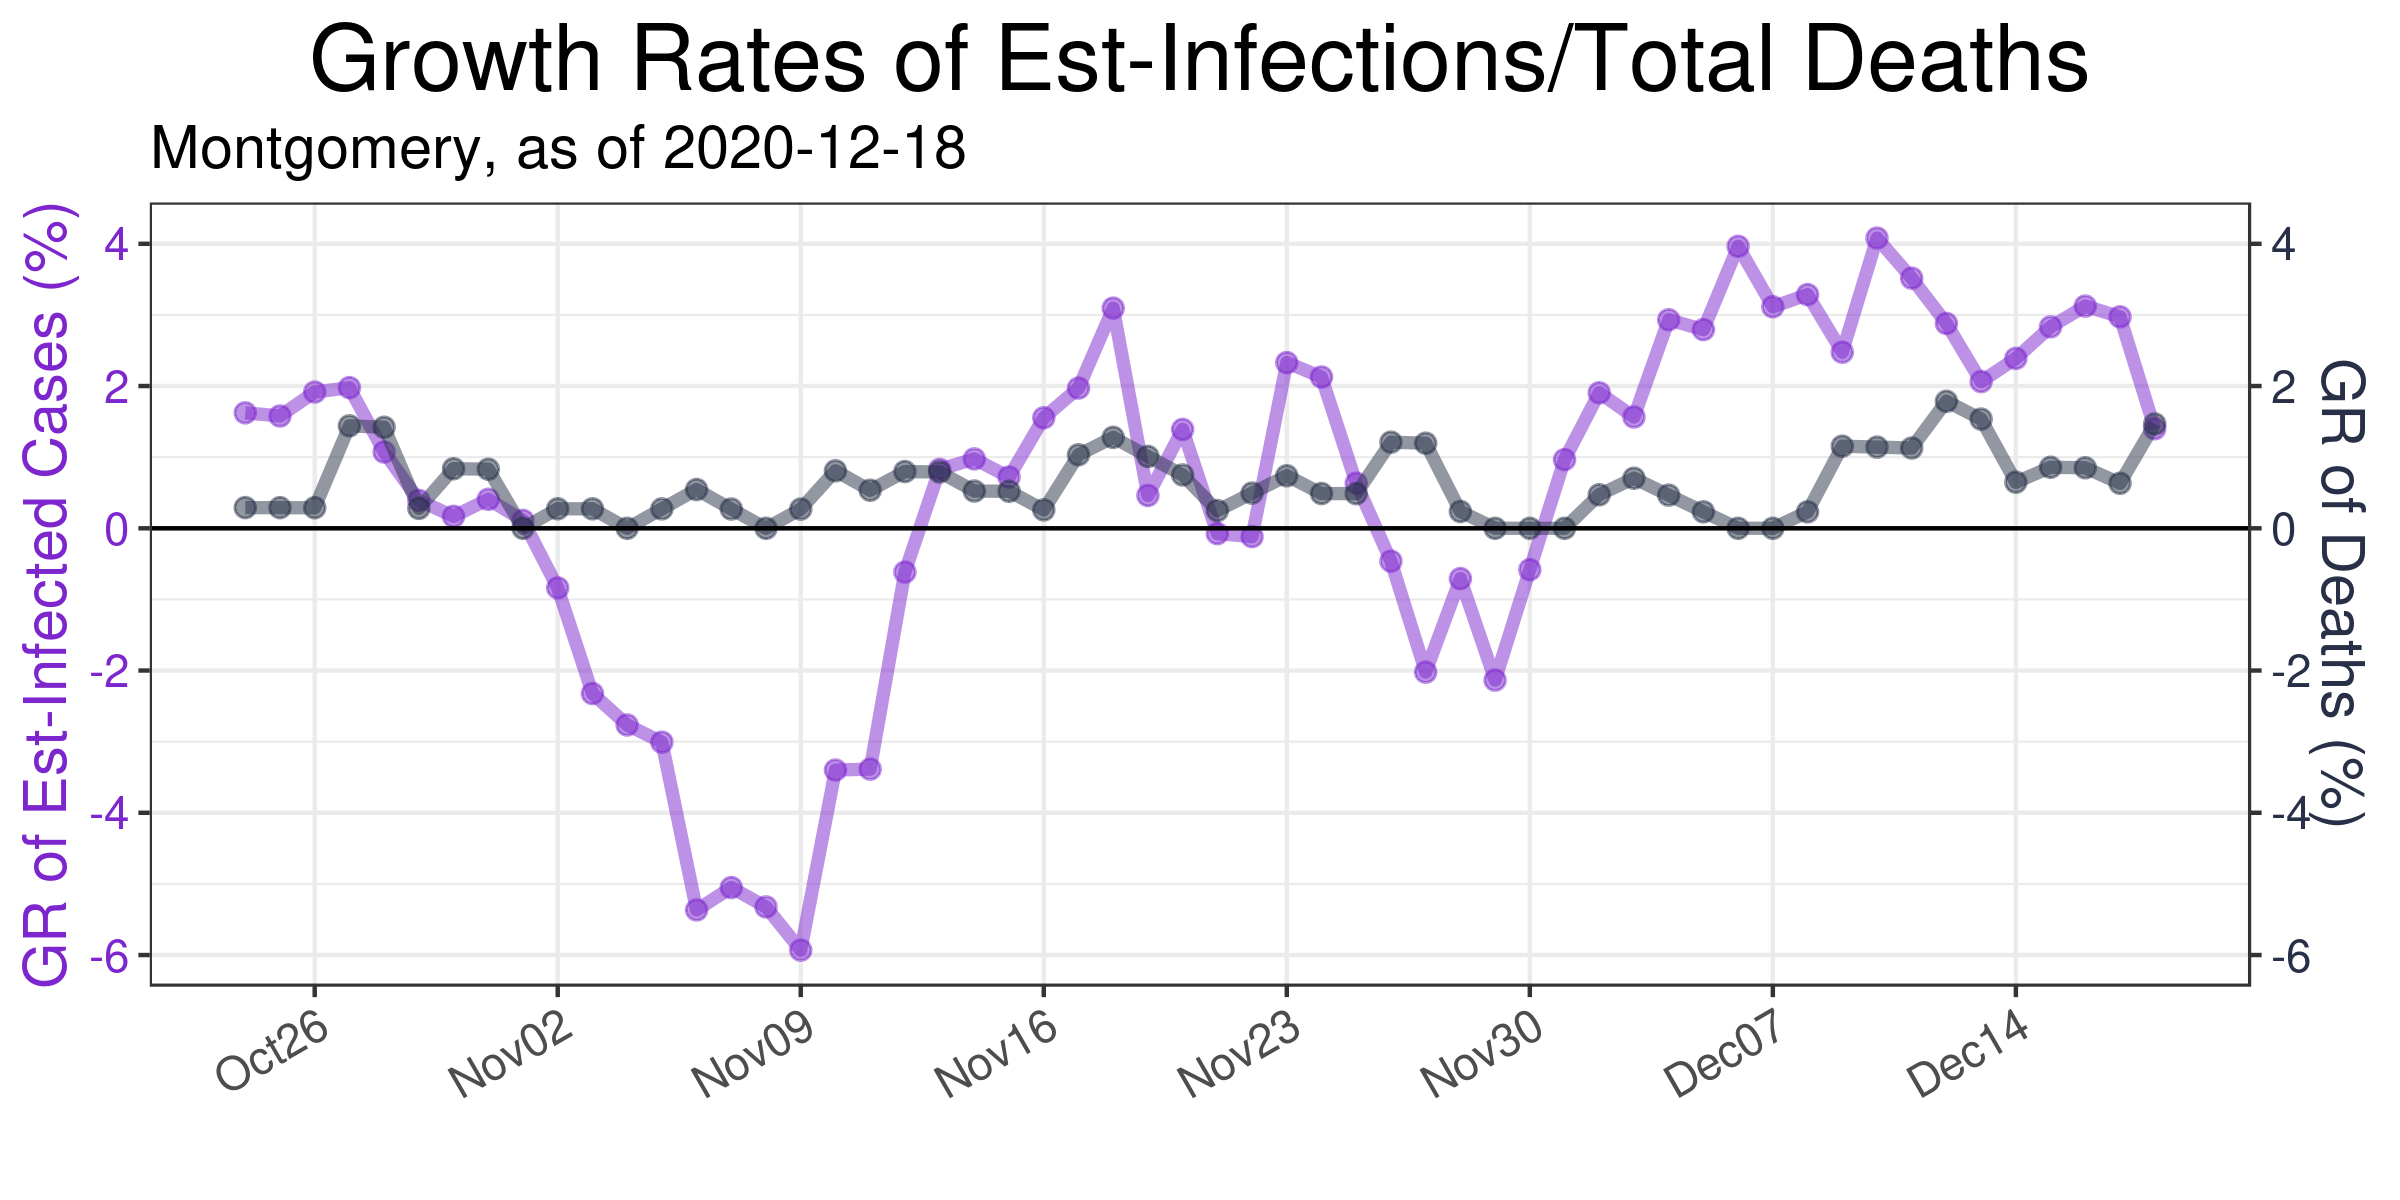 Growth Rates of Est-Infections/Total Deaths
Montgomery, as of 2020-12-18
GR of Est-Infected Cases (%)
4
2
0
-2
-4
-6
4
2
0
-2
-4
-6
GR of Deaths (%)
Oct26
Nov02
Nov09
Nov16
Nov23
Nov30
Dec07
Dec14